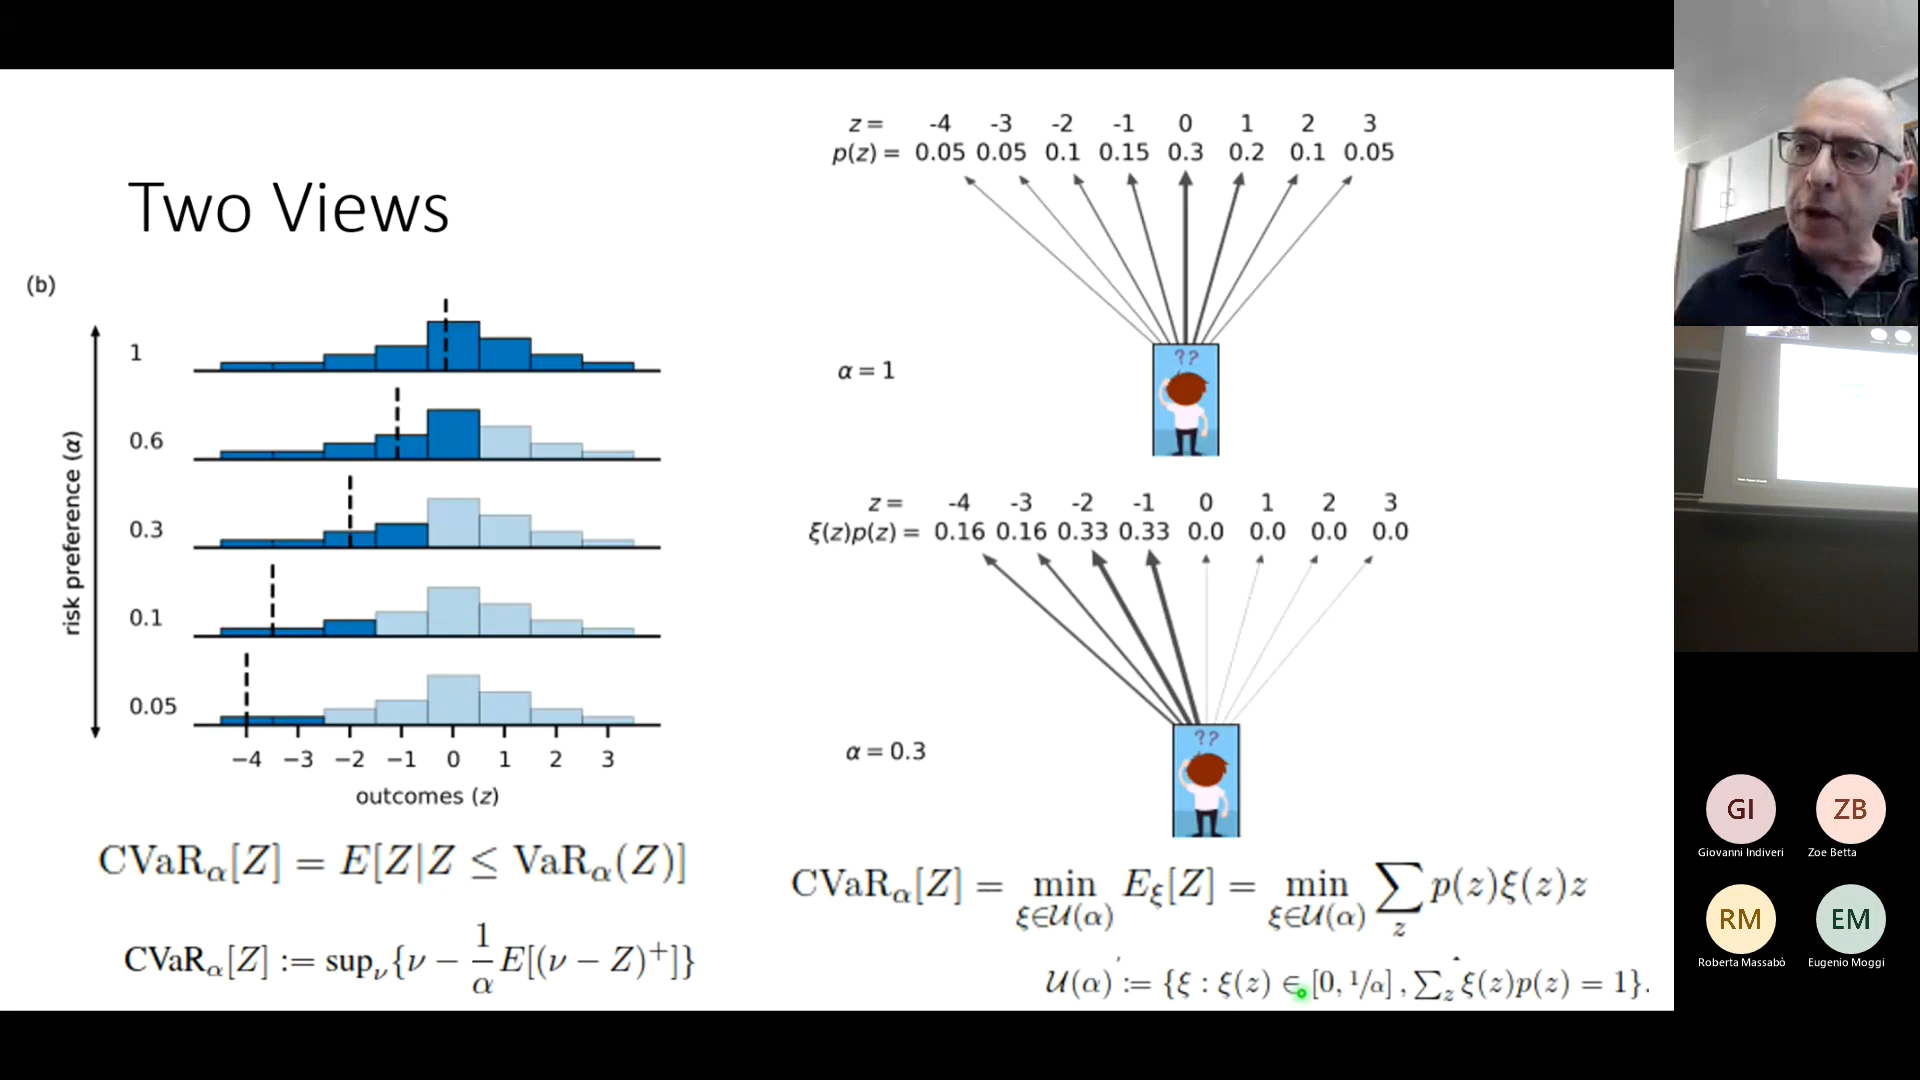 Two Views
(b)
risk preference (α)
1
0.6
0.3
0.1
0.05
−4 −3 −2 −1 0 1 2 3
outcomes (z)
CVaRα[Z] = E[Z|Z ≤ VaRα(Z)]
CVaRα[Z] := supν{ν − 1/α E[(ν − Z)⁺]}
z = -4 -3 -2 -1 0 1 2 3
p(z) = 0.05 0.05 0.1 0.15 0.3 0.2 0.1 0.05
??
α = 1
z = -4 -3 -2 -1 0 1 2 3
ξ(z)p(z) = 0.16 0.16 0.33 0.33 0.0 0.0 0.0 0.0
??
α = 0.3
CVaRα[Z] = min ξ∈U(α) Eξ[Z] = min ξ∈U(α) ∑z p(z)ξ(z)z
U(α) := {ξ : ξ(z) ∈ [0, 1/α], ∑z ξ(z)p(z) = 1}.
GI
Giovanni Indiveri
ZB
Zoe Betta
RM
Roberta Massabò
EM
Eugenio Moggi